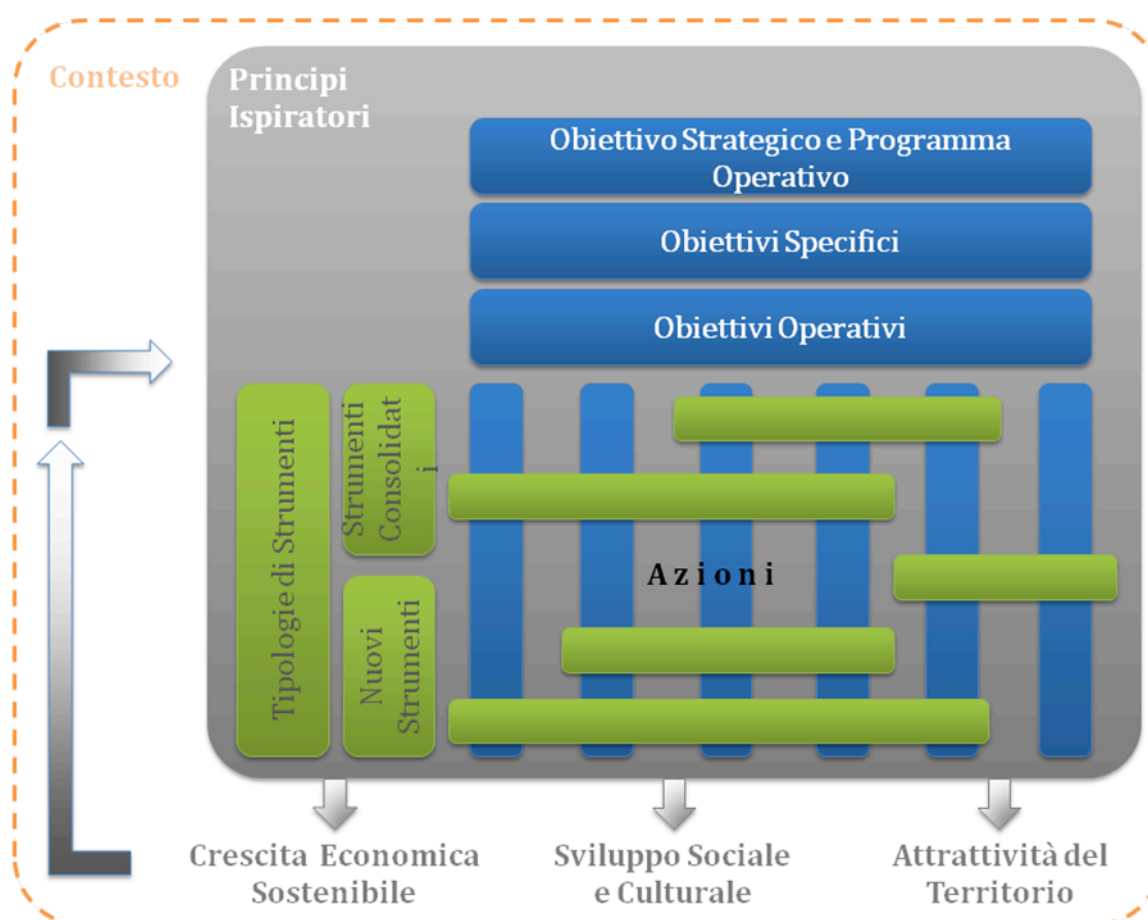 Contesto
Principi
Ispiratori
Obiettivo Strategico e Programma
Operativo
Obiettivi Specifici
Obiettivi Operativi
Tipologie di Strumenti
Strumenti
Consolidat
i
Nuovi
Strumenti
A z i o n i
Crescita Economica
Sostenibile
Sviluppo Sociale
e Culturale
Attrattività del
Territorio